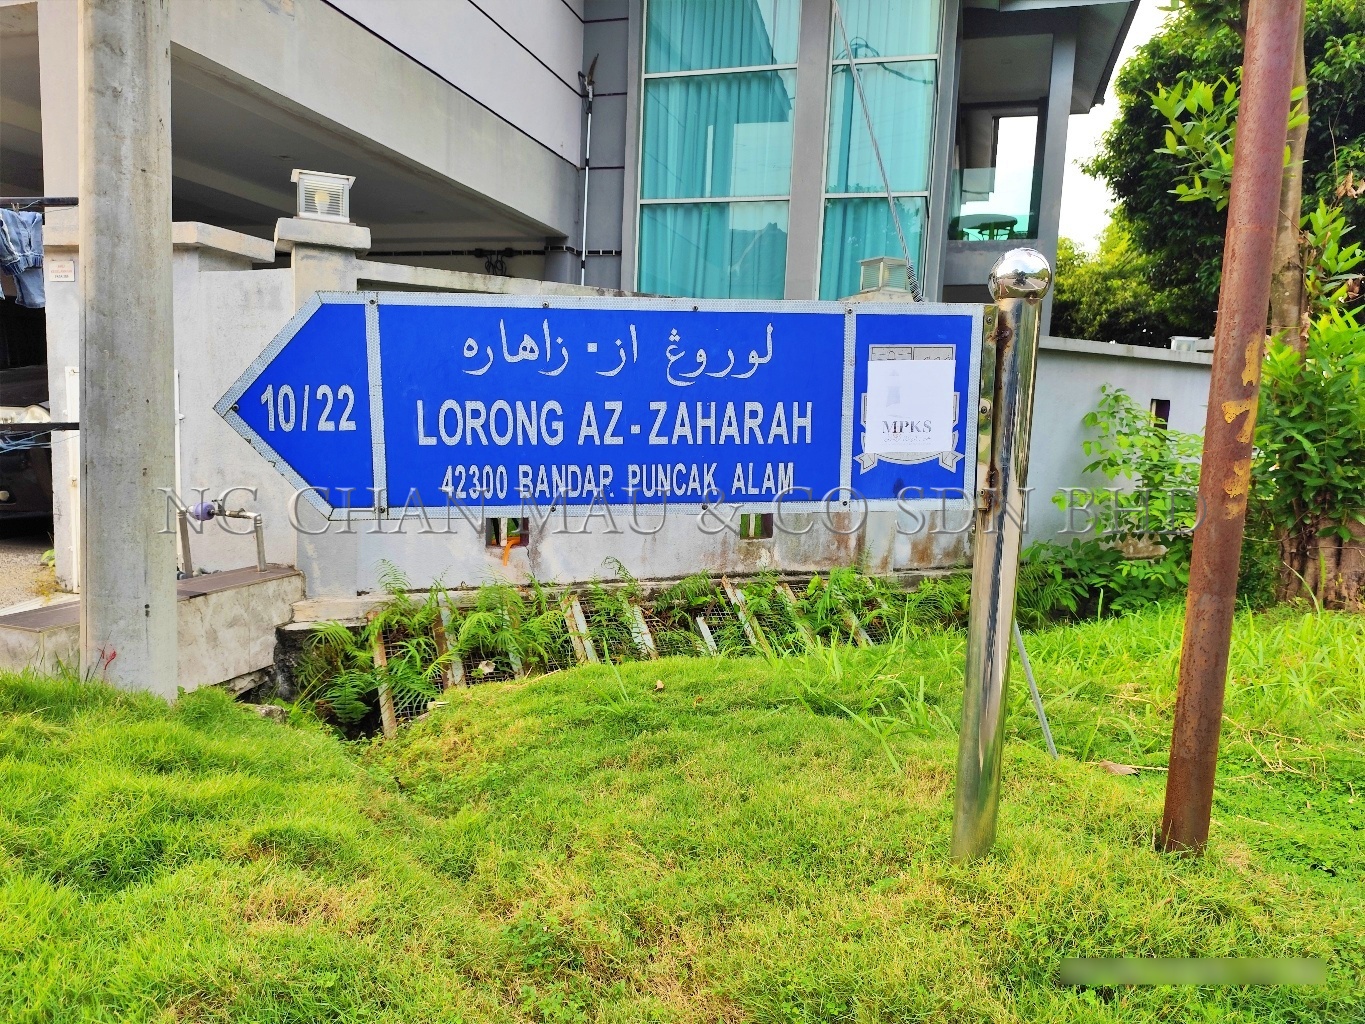 لوروڠ از - زاهاره
10/22
LORONG AZ-ZAHARAH
42300 BANDAR PUNCAK ALAM
MPKS
NG CHAN MAU & CO SDN BHD